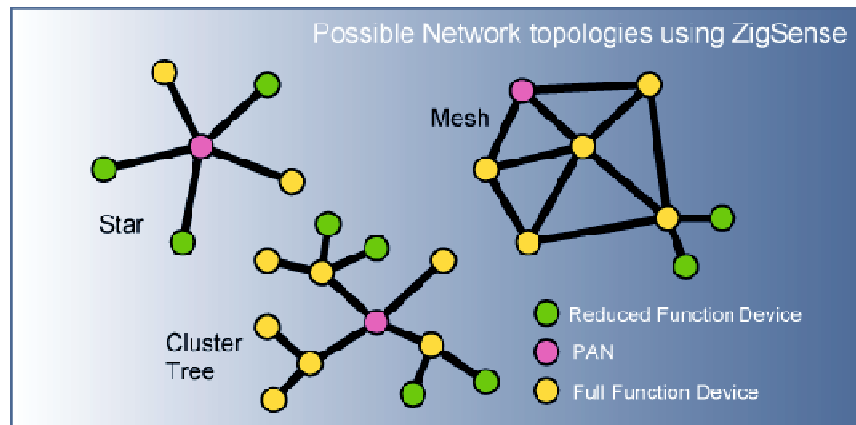 Possible Network topologies using ZigSense
Mesh
Star
Cluster
Tree
Reduced Function Device
PAN
Full Function Device